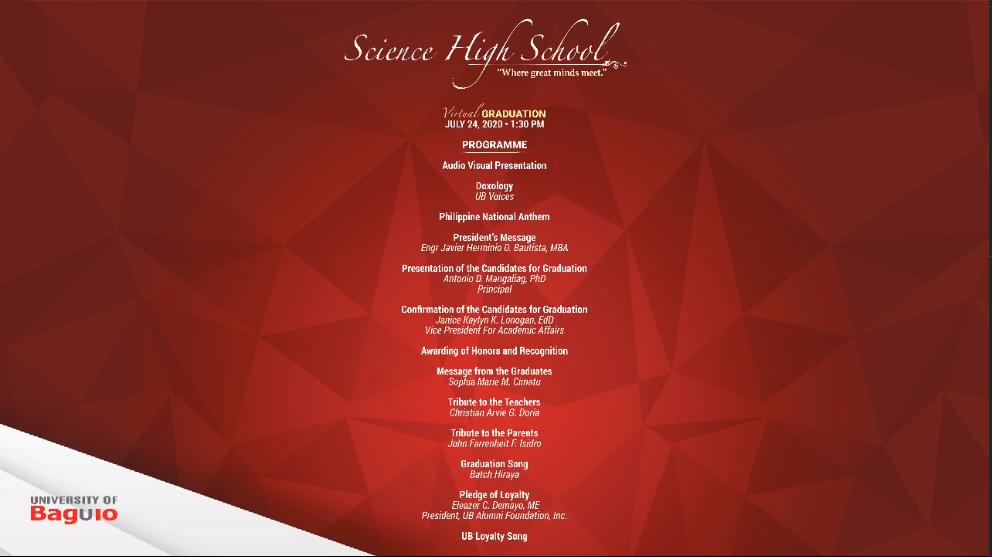 Science High School
"Where great minds meet."
Virtual GRADUATION
JULY 24, 2020 • 1:30 PM
PROGRAMME
Audio Visual Presentation
Doxology
UB Voices
Philippine National Anthem
President's Message
Engr Javier Herminio D. Bautista, MBA
Presentation of the Candidates for Graduation
Antonio D. Mangaliag, PhD
Principal
Confirmation of the Candidates for Graduation
Janice Kaylyn K. Lonogan, EdD
Vice President For Academic Affairs
Awarding of Honors and Recognition
Message from the Graduates
Sophia Marie M. Cimatu
Tribute to the Teachers
Christian Arvie G. Doria
Tribute to the Parents
John Farrenheit F. Isidro
Graduation Song
Batch Hiraya
Pledge of Loyalty
Eleazer C. Demayo, ME
President, UB Alumni Foundation, Inc.
UB Loyalty Song
UNIVERSITY OF
Baguio